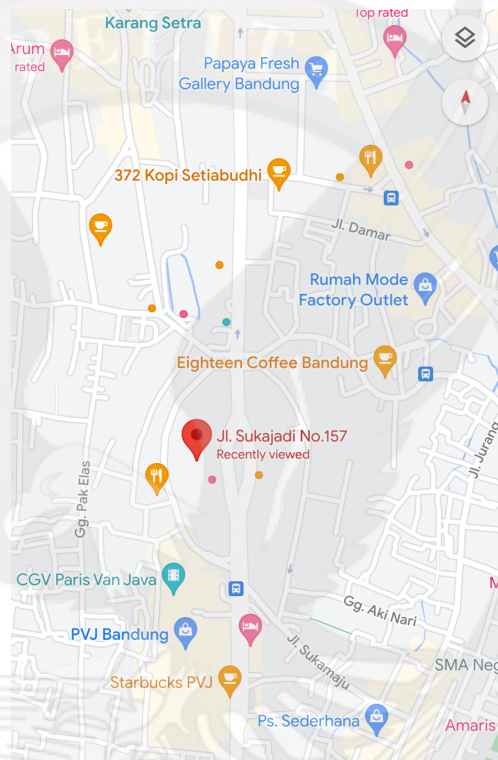 Karang Setra
Top rated
Arum
rated
Papaya Fresh
Gallery Bandung
372 Kopi Setiabudhi
Jl. Damar
Rumah Mode
Factory Outlet
Eighteen Coffee Bandung
Jl. Sukajadi No.157
Recently viewed
Jl. Jurang
Gg. Pak Elas
CGV Paris Van Java
Gg. Aki Nari
PVJ Bandung
Jl. Sukamaju
SMA Neg
Starbucks PVJ
Ps. Sederhana
Amaris